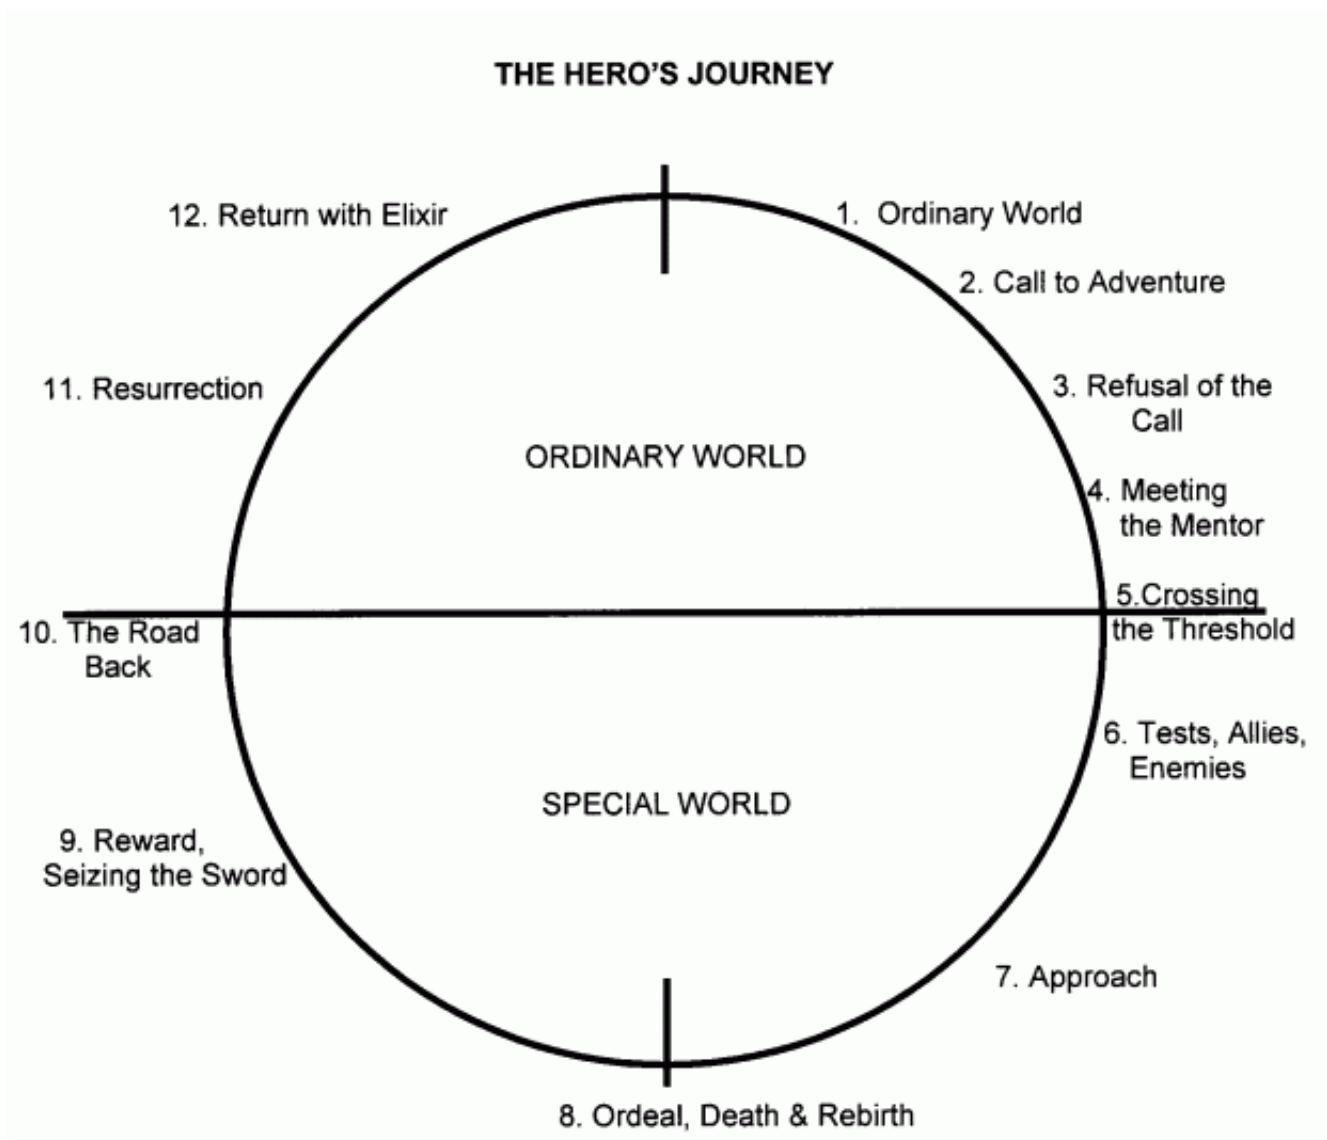 THE HERO'S JOURNEY
12. Return with Elixir
1. Ordinary World
2. Call to Adventure
3. Refusal of the
Call
11. Resurrection
ORDINARY WORLD
4. Meeting
the Mentor
5.Crossing
the Threshold
10. The Road
Back
6. Tests, Allies,
Enemies
SPECIAL WORLD
9. Reward,
Seizing the Sword
7. Approach
8. Ordeal, Death & Rebirth